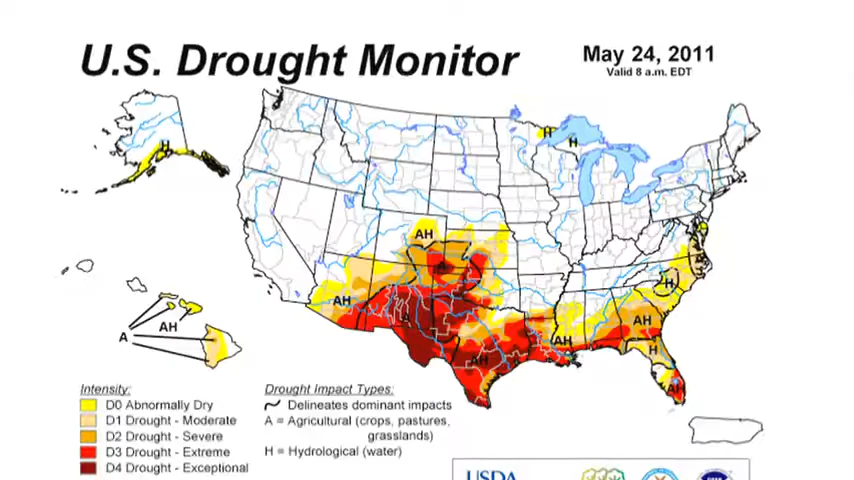 U.S. Drought Monitor
May 24, 2011
Valid 8 a.m. EDT
H
H
H
AH
H
AH
A
AH
AH
AH
AH
H
AH
Intensity:
D0 Abnormally Dry
D1 Drought - Moderate
D2 Drought - Severe
D3 Drought - Extreme
D4 Drought - Exceptional
Drought Impact Types:
Delineates dominant impacts
A = Agricultural (crops, pastures,
grasslands)
H = Hydrological (water)
USDA